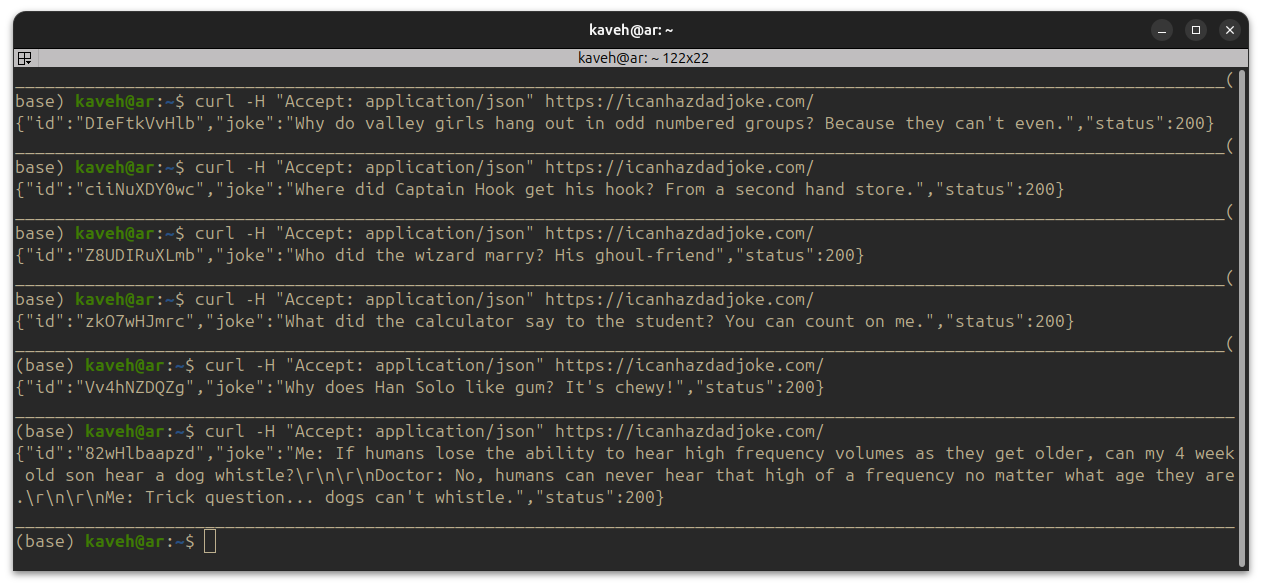 kaveh@ar: ~
kaveh@ar: ~ 122x22
(
base) kaveh@ar:~$ curl -H "Accept: application/json" https://icanhazdadjoke.com/
{"id":"DIeFtkVvHlb","joke":"Why do valley girls hang out in odd numbered groups? Because they can't even.","status":200}
(
base) kaveh@ar:~$ curl -H "Accept: application/json" https://icanhazdadjoke.com/
{"id":"ciiNuXDY0wc","joke":"Where did Captain Hook get his hook? From a second hand store.","status":200}
(
base) kaveh@ar:~$ curl -H "Accept: application/json" https://icanhazdadjoke.com/
{"id":"Z8UDIRuXLmb","joke":"Who did the wizard marry? His ghoul-friend","status":200}
(
base) kaveh@ar:~$ curl -H "Accept: application/json" https://icanhazdadjoke.com/
{"id":"zkO7wHJmrc","joke":"What did the calculator say to the student? You can count on me.","status":200}
(
(base) kaveh@ar:~$ curl -H "Accept: application/json" https://icanhazdadjoke.com/
{"id":"Vv4hNZDQZg","joke":"Why does Han Solo like gum? It's chewy!","status":200}
(base) kaveh@ar:~$ curl -H "Accept: application/json" https://icanhazdadjoke.com/
{"id":"82wHlbaapzd","joke":"Me: If humans lose the ability to hear high frequency volumes as they get older, can my 4 week
old son hear a dog whistle?\r\n\r\nDoctor: No, humans can never hear that high of a frequency no matter what age they are
.\r\n\r\nMe: Trick question... dogs can't whistle.","status":200}
(base) kaveh@ar:~$